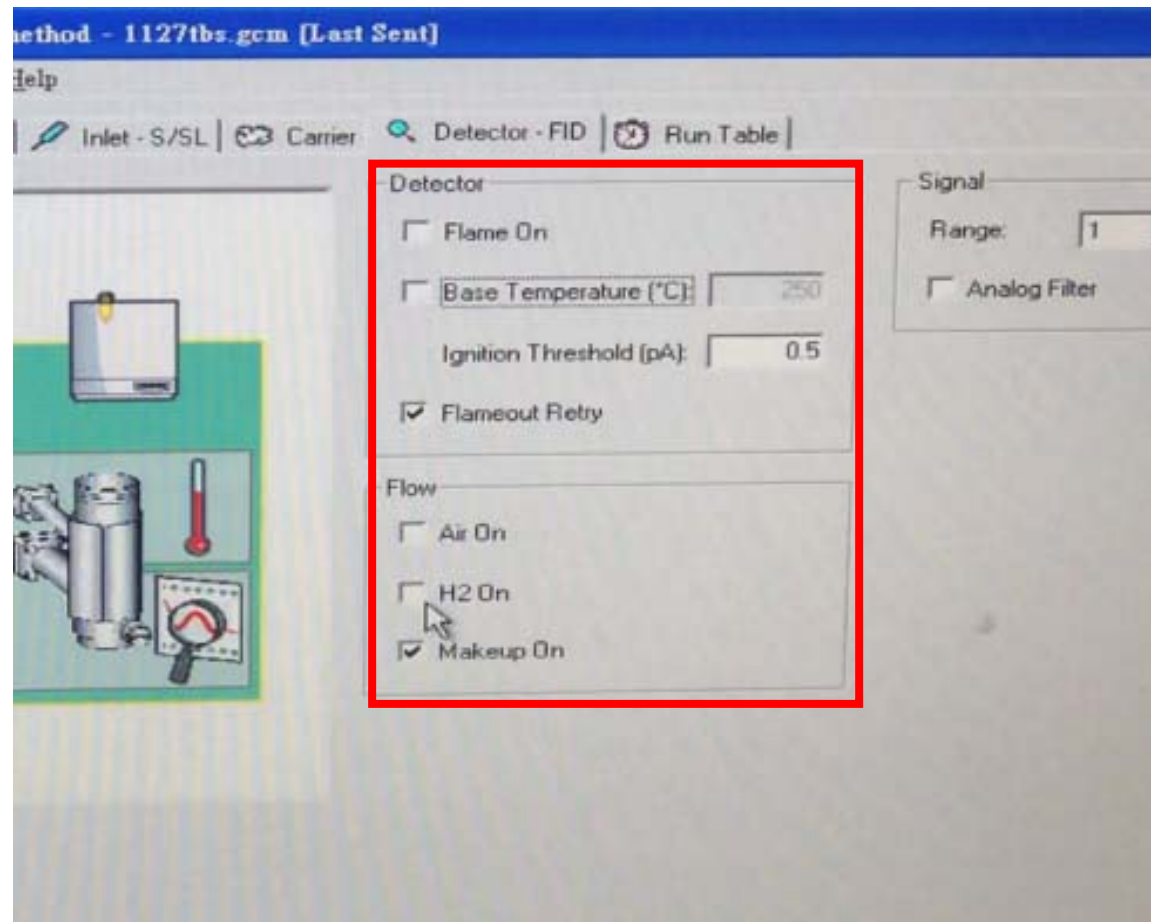 method - 1127tbs.gcm [Last Sent]
Help
Inlet - S/SL Carrier Detector - FID Run Table
Detector
Flame On
Base Temperature (°C): 250
Ignition Threshold (pA): 0.5
Flameout Retry
Flow
Air On
H2 On
Makeup On
Signal
Range: 1
Analog Filter